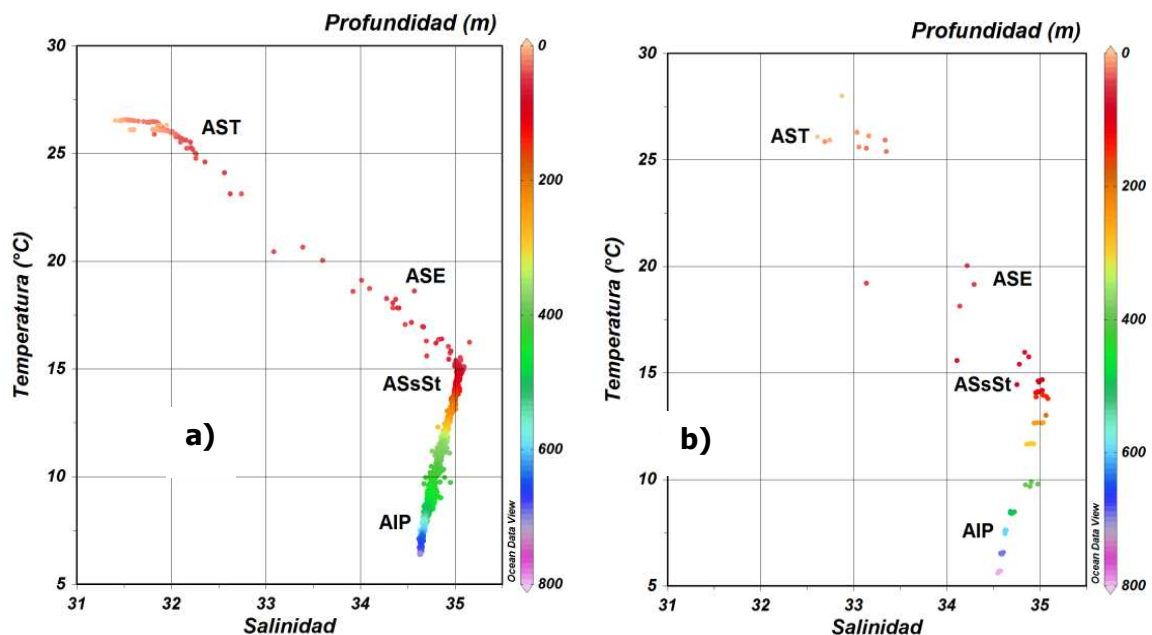 Profundidad (m)
30
25
20
15
10
5
Temperatura (°C)
AST
ASE
ASsSt
AIP
a)
31
32
33
34
35
Salinidad
Ocean Data View
0
200
400
600
800
Profundidad (m)
30
25
20
15
10
5
Temperatura (°C)
AST
ASE
ASsSt
AIP
b)
31
32
33
34
35
Salinidad
Ocean Data View
0
200
400
600
800